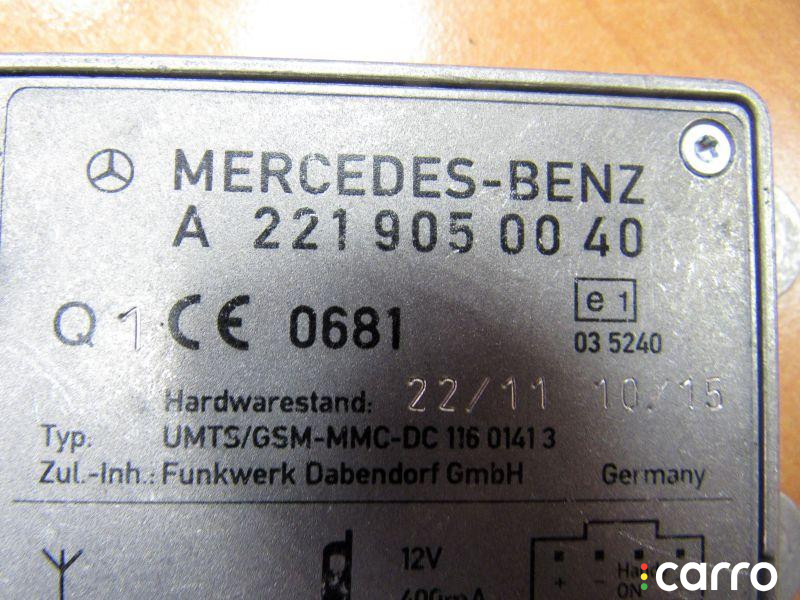 MERCEDES-BENZ
A 221 905 00 40
Q 1 CE 0681 e 1
03 5240
Hardwarestand: 22/11 10/15
Typ. UMTS/GSM-MMC-DC 116 0141 3
Zul.-Inh.: Funkwerk Dabendorf GmbH Germany
12V
+ -
ON
carro